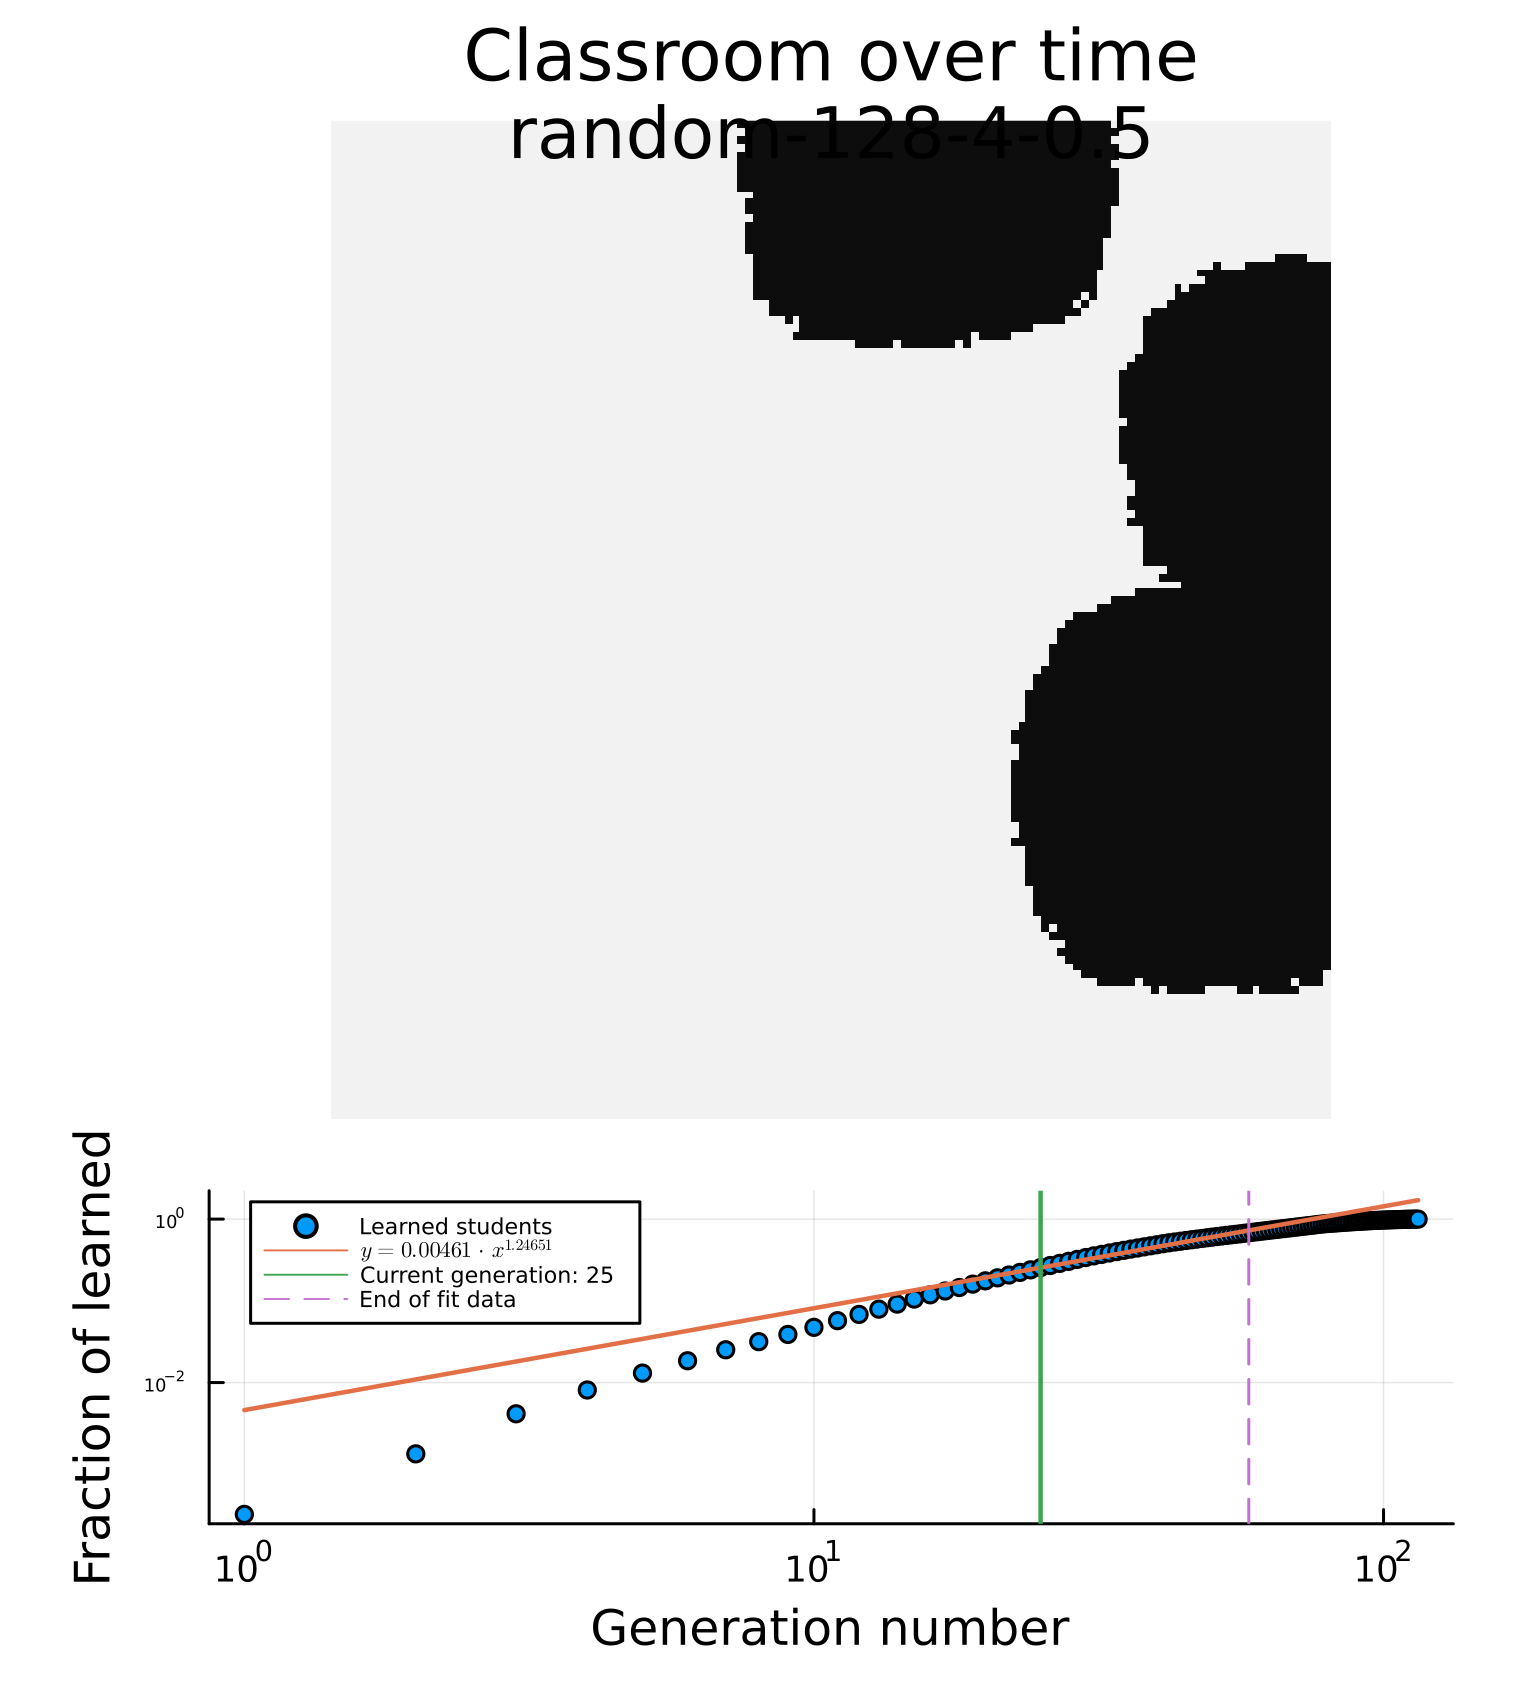 Classroom over time
random-128-4-0.5
Fraction of learned
10^0
10^-2
Learned students
y = 0.00461 · x^1.24651
Current generation: 25
End of fit data
10^0
10^1
10^2
Generation number